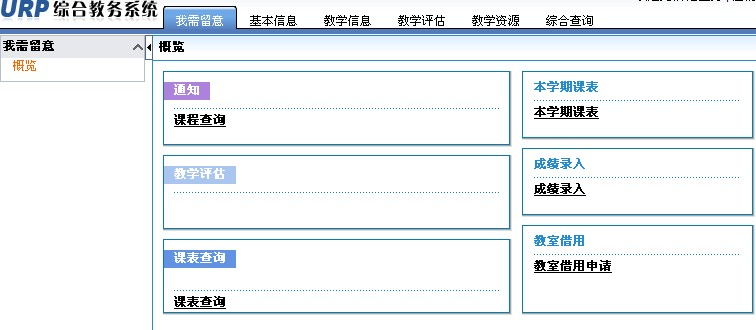 URP综合教务系统
我需留意 基本信息 教学信息 教学评估 教学资源 综合查询
我需留意
概览
概览
通知
课程查询
教学评估
课表查询
课表查询
本学期课表
本学期课表
成绩录入
成绩录入
教室借用
教室借用申请